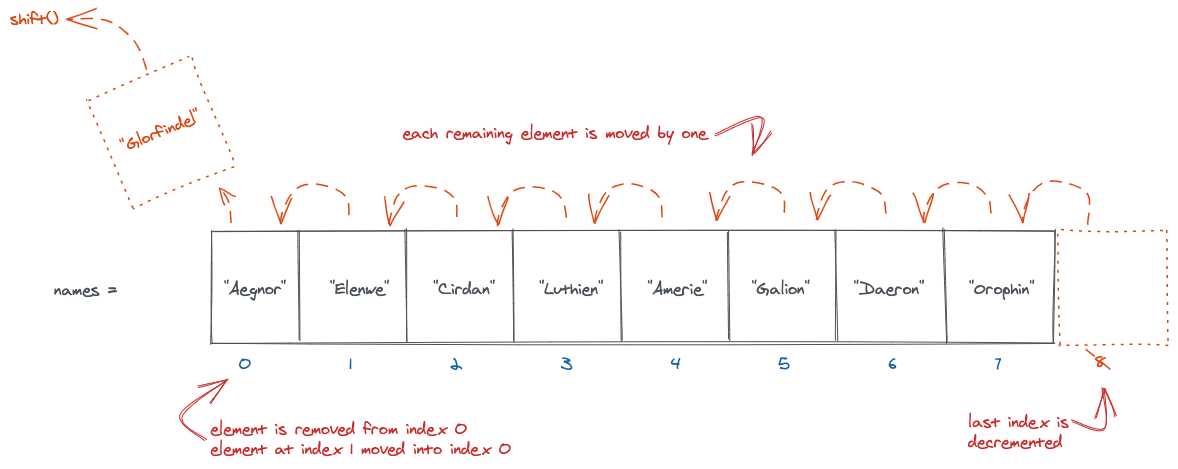 shift()
"Glorfindel"
each remaining element is moved by one
names =
"Aegnor" "Elenwe" "Cirdan" "Luthien" "Amerie" "Galion" "Daeron" "Orophin"
0 1 2 3 4 5 6 7 8
element is removed from index 0
element at index 1 moved into index 0
last index is
decremented